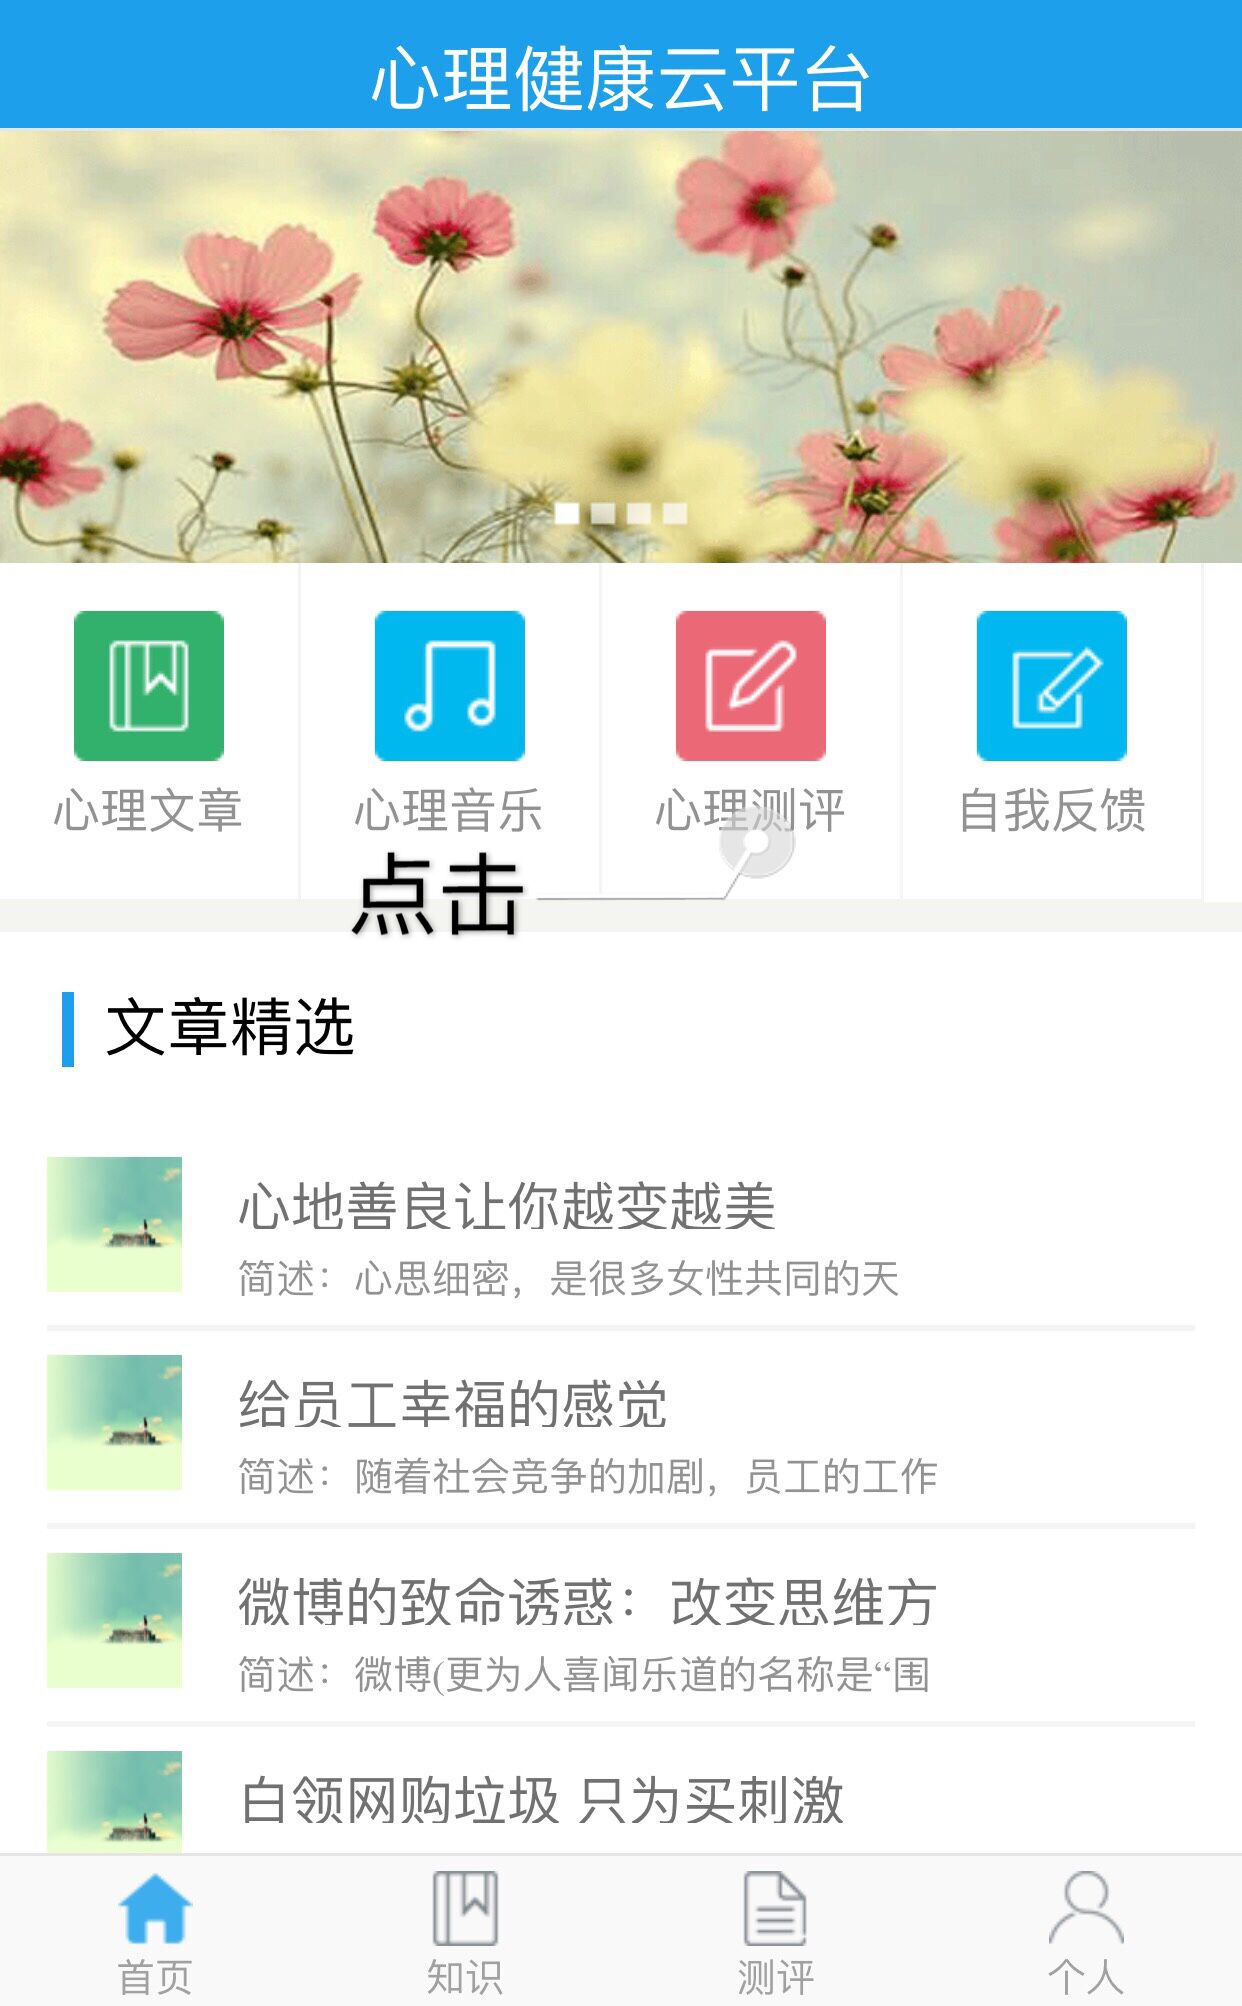 心理健康云平台
心理文章 心理音乐 心理测评 自我反馈
点击
文章精选
心地善良让你越变越美
简述：心思细密，是很多女性共同的天
给员工幸福的感觉
简述：随着社会竞争的加剧，员工的工作
微博的致命诱惑：改变思维方
简述：微博(更为人喜闻乐道的名称是“围
白领网购垃圾 只为买刺激
首页 知识 测评 个人